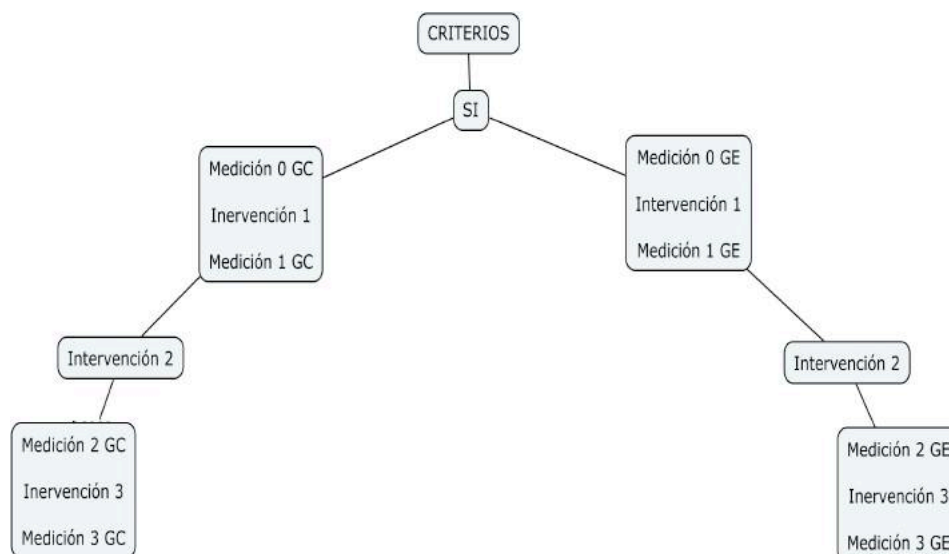 CRITERIOS
SI
Medición 0 GC
Inervención 1
Medición 1 GC
Medición 0 GE
Intervención 1
Medición 1 GE
Intervención 2
Intervención 2
Medición 2 GC
Inervención 3
Medición 3 GC
Medición 2 GE
Inervención 3
Medición 3 GE